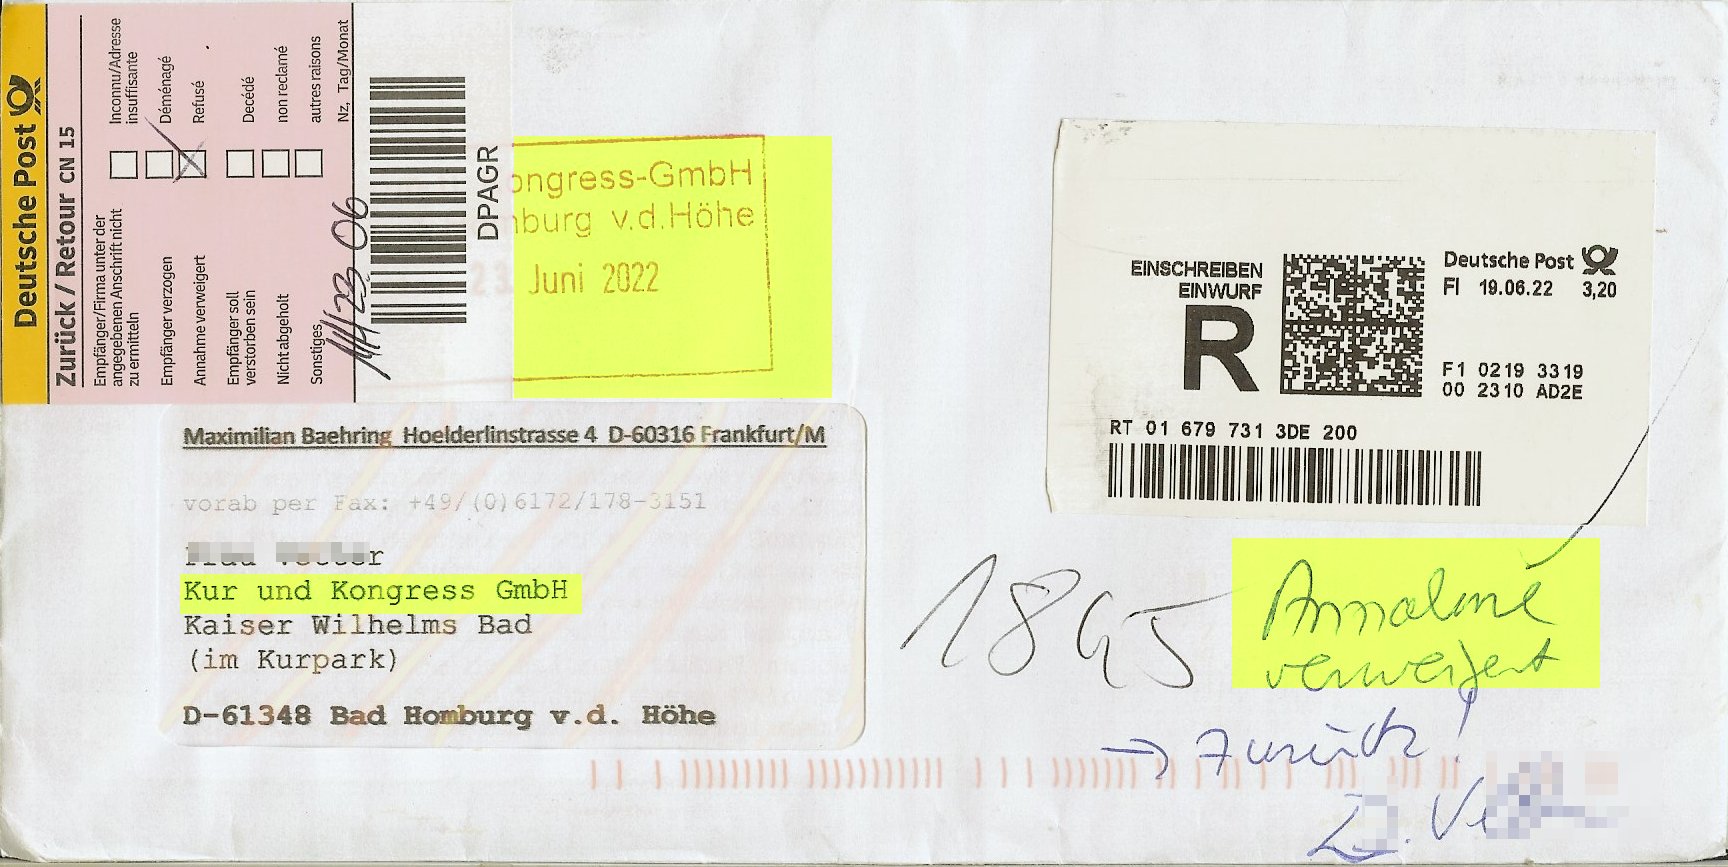 Deutsche Post
Zurück / Retour CN 15
Empfänger/Firma unter der
angegebenen Anschrift nicht
zu ermitteln
Inconnu/Adresse
insuffisante
Empfänger verzogen
Déménagé
Annahme verweigert
Refusé
Empfänger soll
verstorben sein
Decédé
Nicht abgeholt
non reclamé
Sonstiges
autres raisons
Nz, Tag/Monat
23 06
DPAGR
ongress-GmbH
burg v.d.Höhe
23. Juni 2022
EINSCHREIBEN
EINWURF
R
Deutsche Post
FI 19.06.22 3,20
F1 0219 3319
00 2310 AD2E
RT 01 679 731 3DE 200
Maximilian Baehring Hoelderlinstrasse 4 D-60316 Frankfurt/M
vorab per Fax: +49/(0)6172/178-3151
Kur und Kongress GmbH
Kaiser Wilhelms Bad
(im Kurpark)
D-61348 Bad Homburg v.d. Höhe
1845
Annahme
verweigert
→ zurück!